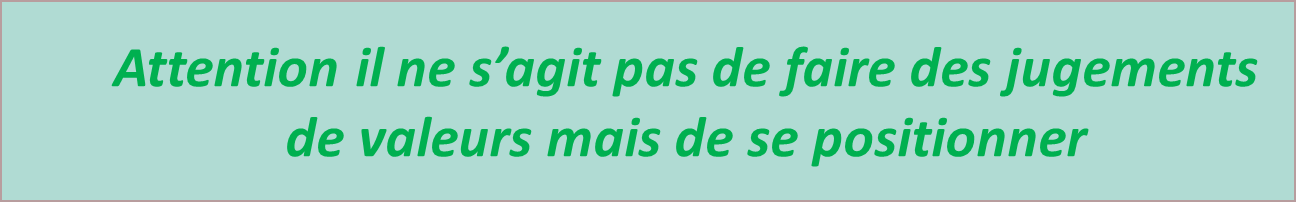 Attention il ne s’agit pas de faire des jugements
de valeurs mais de se positionner